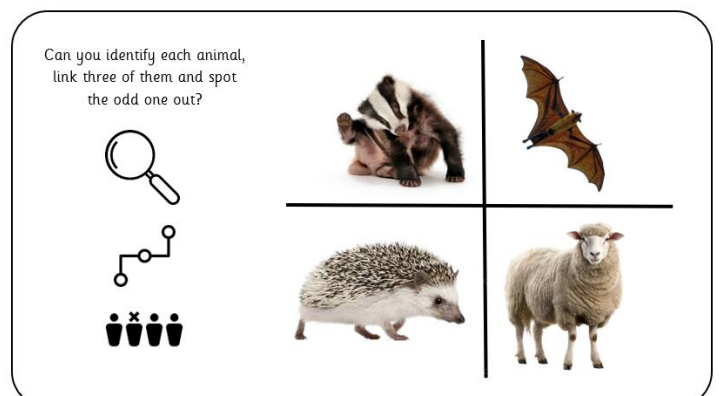 Can you identify each animal,
link three of them and spot
the odd one out?